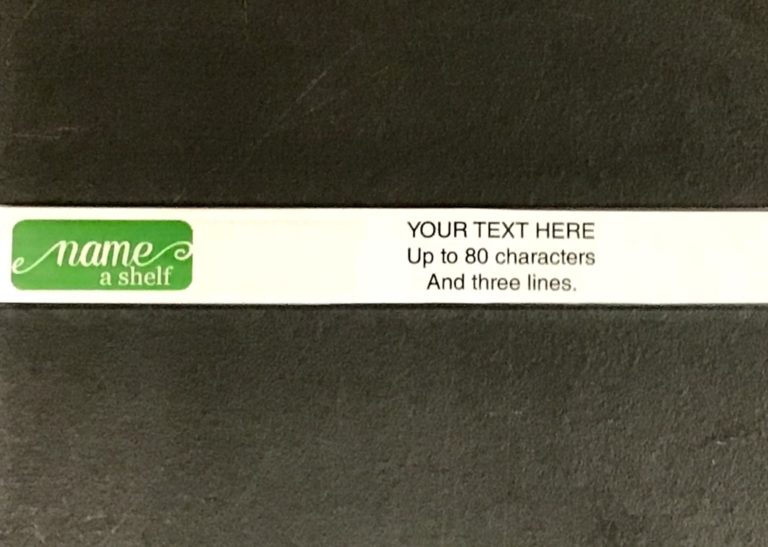 name
a shelf
YOUR TEXT HERE
Up to 80 characters
And three lines.